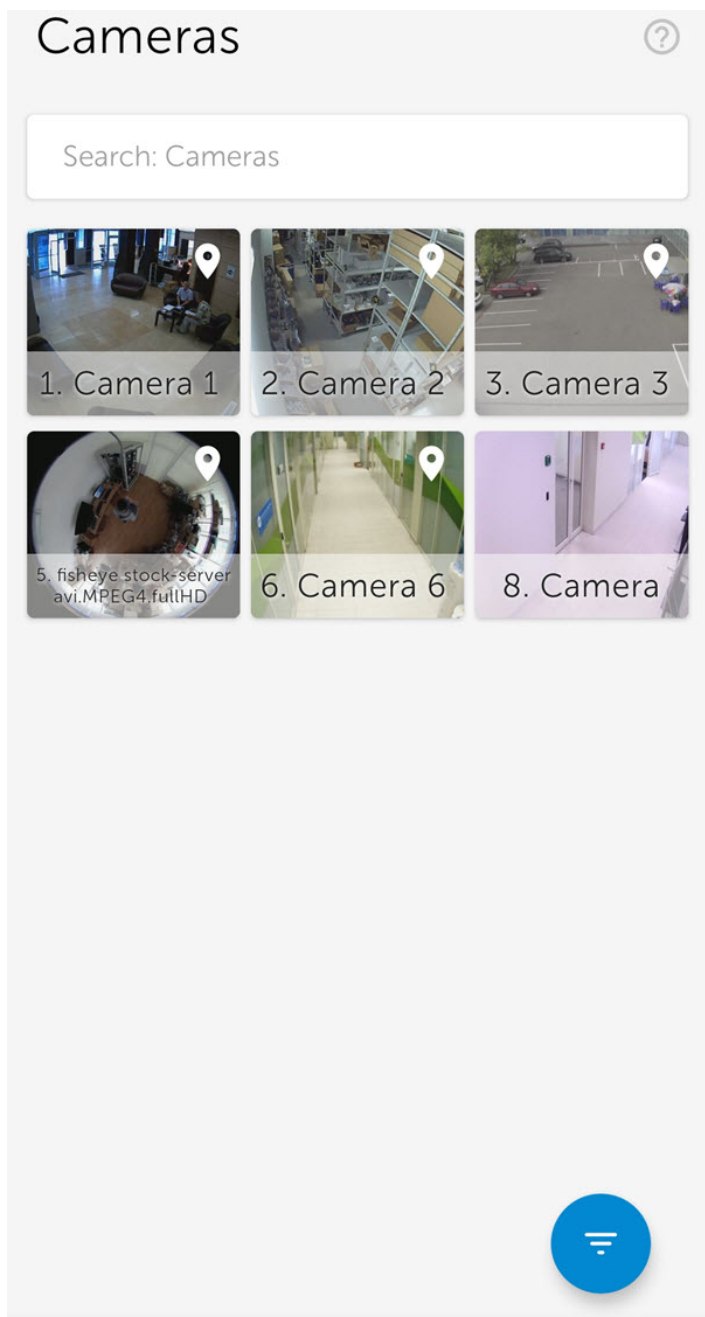 Cameras
?
Search: Cameras
1. Camera 1
2. Camera 2
3. Camera 3
5. fisheye stock-server
avi.MPEG4.fullHD
6. Camera 6
8. Camera